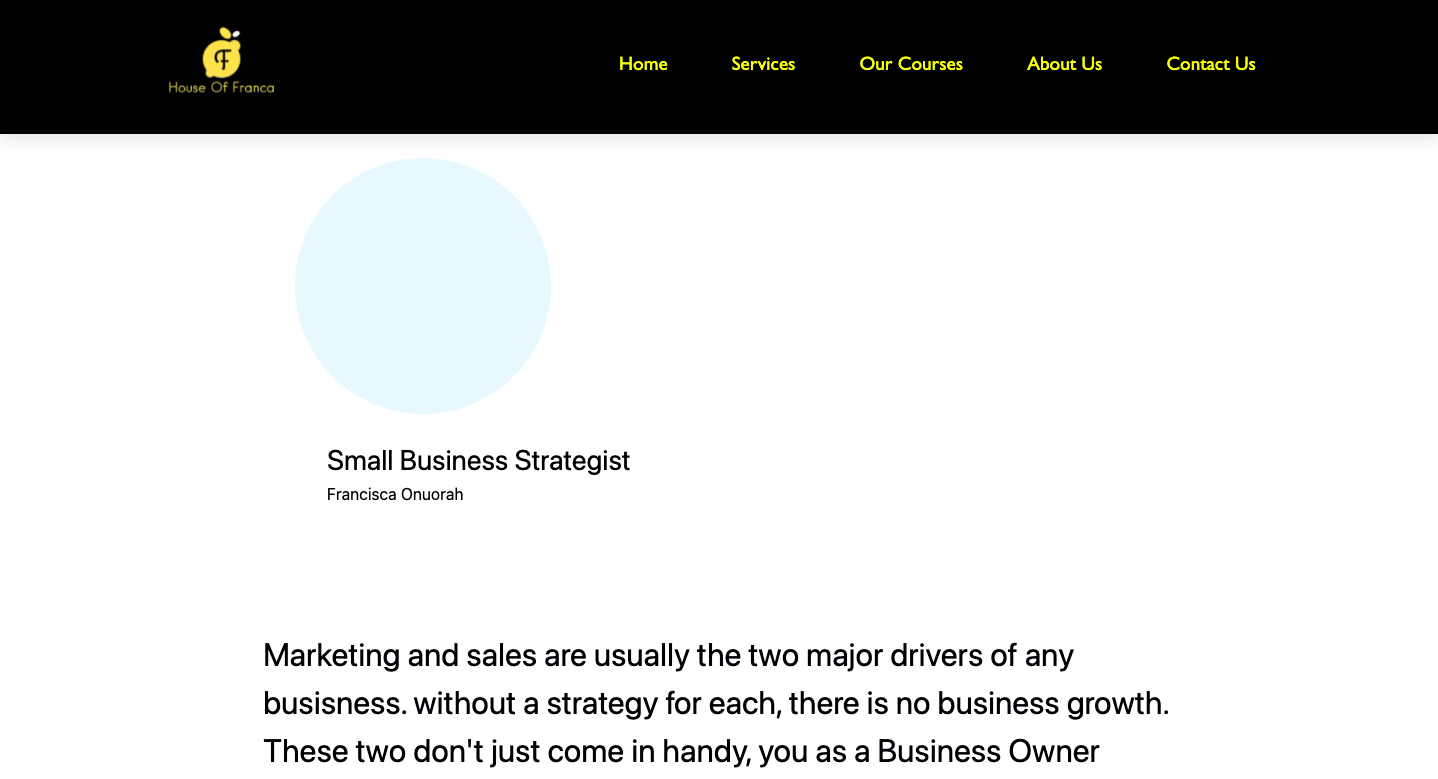 F
House Of Franca
Home Services Our Courses About Us Contact Us
Small Business Strategist
Francisca Onuorah
Marketing and sales are usually the two major drivers of any
busisness. without a strategy for each, there is no business growth.
These two don't just come in handy, you as a Business Owner